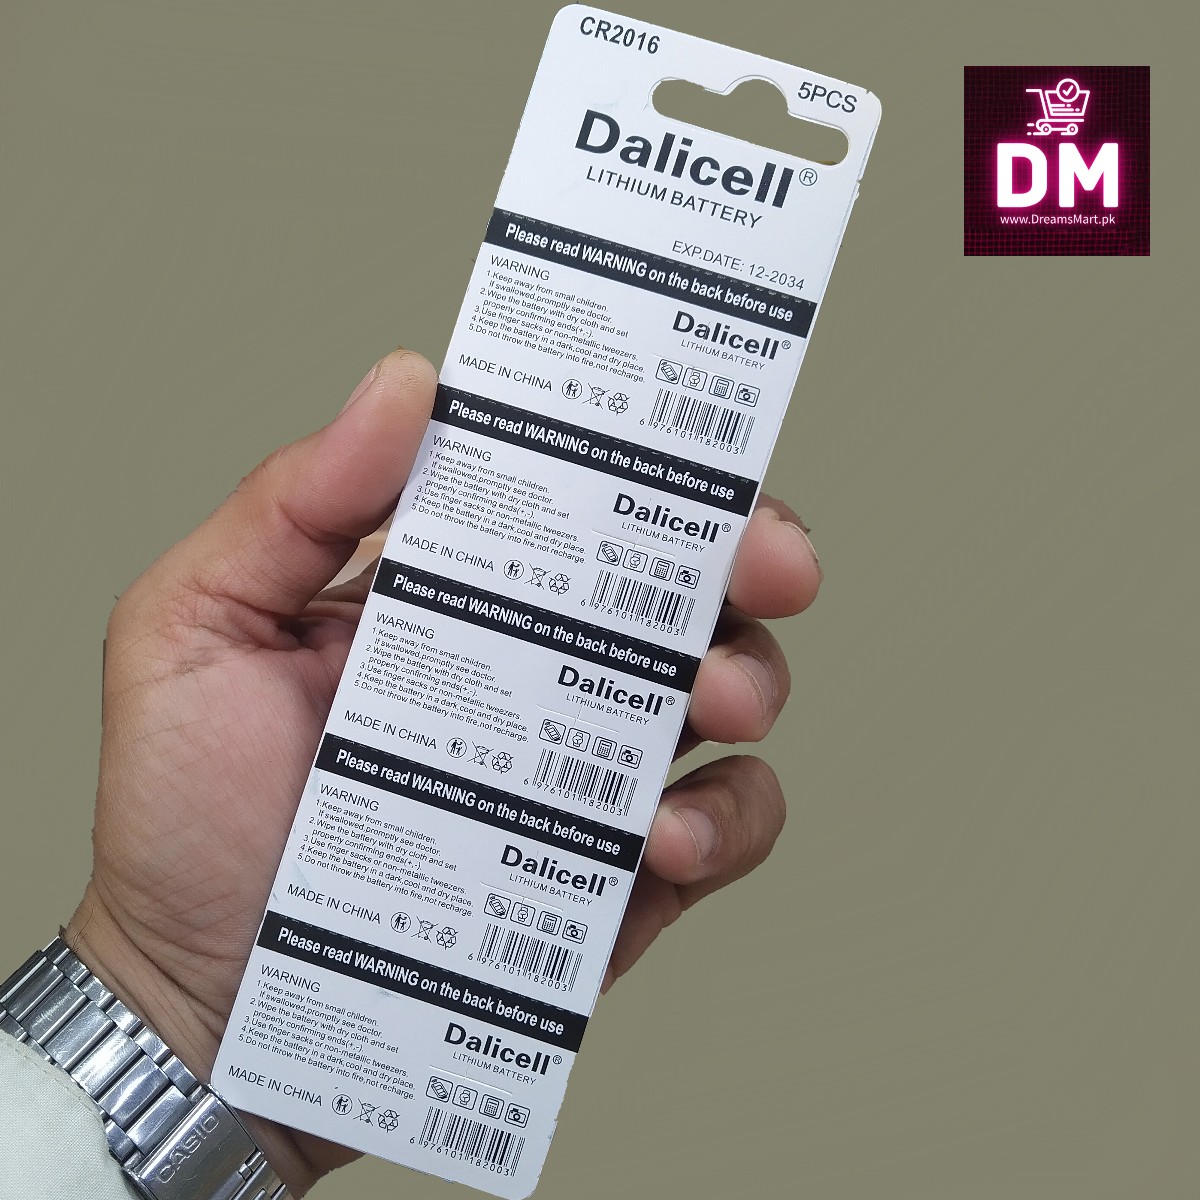 CR2016
5PCS
Dalicell®
LITHIUM BATTERY
EXP.DATE: 12-2034
DM
www.DreamsMart.pk
Please read WARNING on the back before use
WARNING
1.Keep away from small children.
If swallowed,promptly see doctor.
2.Wipe the battery with dry cloth and set
properly confirming ends(+,-).
3.Use finger sacks or non-metallic tweezers.
4.Keep the battery in a dark,cool and dry place.
5.Do not throw the battery into fire,not recharge.
MADE IN CHINA
Dalicell®
LITHIUM BATTERY
6 976101 182003
Please read WARNING on the back before use
WARNING
1.Keep away from small children.
If swallowed,promptly see doctor.
2.Wipe the battery with dry cloth and set
properly confirming ends(+,-).
3.Use finger sacks or non-metallic tweezers.
4.Keep the battery in a dark,cool and dry place.
5.Do not throw the battery into fire,not recharge.
MADE IN CHINA
Dalicell®
LITHIUM BATTERY
6 976101 182003
Please read WARNING on the back before use
WARNING
1.Keep away from small children.
If swallowed,promptly see doctor.
2.Wipe the battery with dry cloth and set
properly confirming ends(+,-).
3.Use finger sacks or non-metallic tweezers.
4.Keep the battery in a dark,cool and dry place.
5.Do not throw the battery into fire,not recharge.
MADE IN CHINA
Dalicell®
LITHIUM BATTERY
6 976101 182003
Please read WARNING on the back before use
WARNING
1.Keep away from small children.
If swallowed,promptly see doctor.
2.Wipe the battery with dry cloth and set
properly confirming ends(+,-).
3.Use finger sacks or non-metallic tweezers.
4.Keep the battery in a dark,cool and dry place.
5.Do not throw the battery into fire,not recharge.
MADE IN CHINA
Dalicell®
LITHIUM BATTERY
6 976101 182003
Please read WARNING on the back before use
WARNING
1.Keep away from small children.
If swallowed,promptly see doctor.
2.Wipe the battery with dry cloth and set
properly confirming ends(+,-)
3.Use finger sacks or non-metallic tweezers.
4.Keep the battery in a dark,cool and dry place.
5.Do not throw the battery into fire,not recharge.
MADE IN CHINA
Dalicell®
LITHIUM BATTERY
6 976101 182003
CASIO